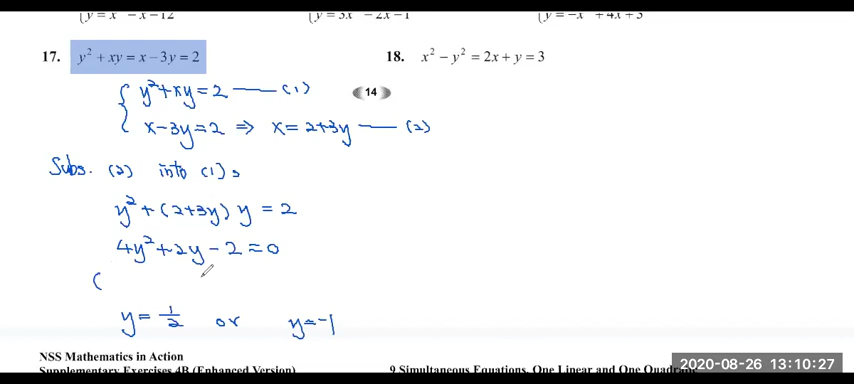 17. y² + xy = x − 3y = 2
18. x² − y² = 2x + y = 3
y² + xy = 2 —— (1)
14
x − 3y = 2 ⇒ x = 2 + 3y —— (2)
Subs. (2) into (1),
y² + (2+3y) y = 2
4y² + 2y − 2 = 0
(
y = 1/2 or y = −1
NSS Mathematics in Action
Supplementary Exercises 4B (Enhanced Version)
9 Simultaneous Equations, One Linear and One
2020-08-26 13:10:27